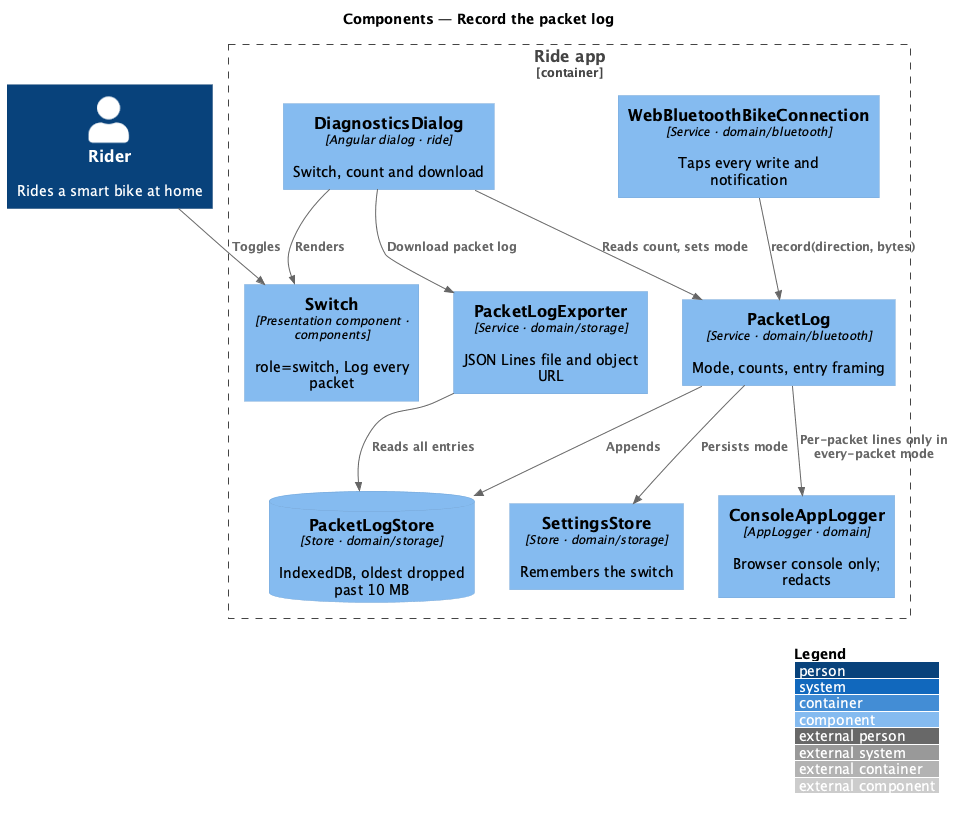 Components — Record the packet log
Ride app
[container]
Rider
Rides a smart bike at home
DiagnosticsDialog
[Angular dialog · ride]
Switch, count and download
WebBluetoothBikeConnection
[Service · domain/bluetooth]
Taps every write and
notification
Toggles
Renders
Download packet log
Reads count, sets mode
record(direction, bytes)
Switch
[Presentation component ·
components]
role=switch, Log every
packet
PacketLogExporter
[Service · domain/storage]
JSON Lines file and object
URL
PacketLog
[Service · domain/bluetooth]
Mode, counts, entry framing
Reads all entries
Appends
Persists mode
Per-packet lines only in
every-packet mode
PacketLogStore
[Store · domain/storage]
IndexedDB, oldest dropped
past 10 MB
SettingsStore
[Store · domain/storage]
Remembers the switch
ConsoleAppLogger
[AppLogger · domain]
Browser console only;
redacts
Legend
person
system
container
component
external person
external system
external container
external component